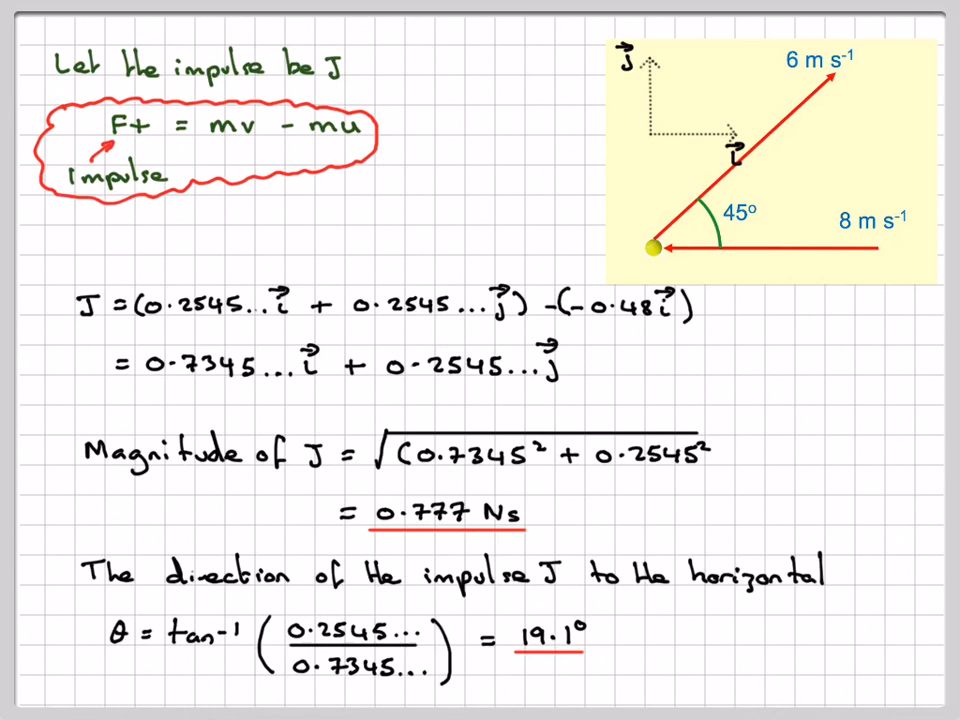 Let the impulse be J
Ft = mv - mu
impulse
j⃗
i⃗
6 m s⁻¹
45°
8 m s⁻¹
J = (0.2545...i⃗ + 0.2545...j⃗) - (-0.48i⃗)
= 0.7345...i⃗ + 0.2545...j⃗
Magnitude of J = √(0.7345² + 0.2545²
= 0.777 Ns
The direction of the impulse J to the horizontal
θ = tan⁻¹ (0.2545... / 0.7345...) = 19.1°